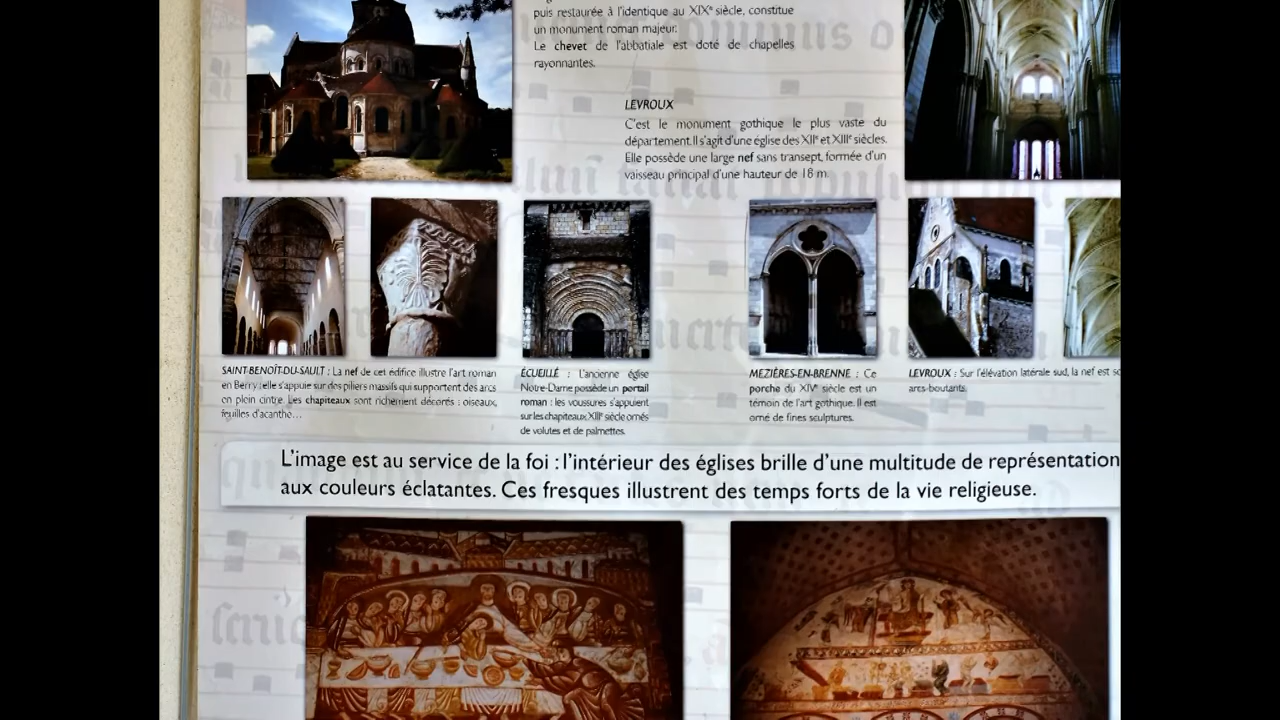 puis restaurée à l'identique au XIXe siècle, constitue
un monument roman majeur.
Le chevet de l'abbatiale est doté de chapelles
rayonnantes.
LEVROUX
C'est le monument gothique le plus vaste du
département. Il s'agit d'une église des XIIe et XIIIe siècles.
Elle possède une large nef sans transept, formée d'un
vaisseau principal d'une hauteur de 18 m.
SAINT-BENOÎT-DU-SAULT : La nef de cet édifice illustre l'art roman
en Berry : elle s'appuie sur des piliers massifs qui supportent des arcs
en plein cintre. Les chapiteaux sont richement décorés : oiseaux,
feuilles d'acanthe...
ÉCUEILLÉ : L'ancienne église
Notre-Dame possède un portail
roman : les voussures s'appuient
sur les chapiteaux XIIIe siècle ornés
de volutes et de palmettes.
MEZIÈRES-EN-BRENNE : Ce
porche du XIVe siècle est un
témoin de l'art gothique. Il est
orné de fines sculptures.
LEVROUX : Sur l'élévation latérale sud, la nef est
arcs-boutants.
L'image est au service de la foi : l'intérieur des églises brille d'une multitude de représentation
aux couleurs éclatantes. Ces fresques illustrent des temps forts de la vie religieuse.